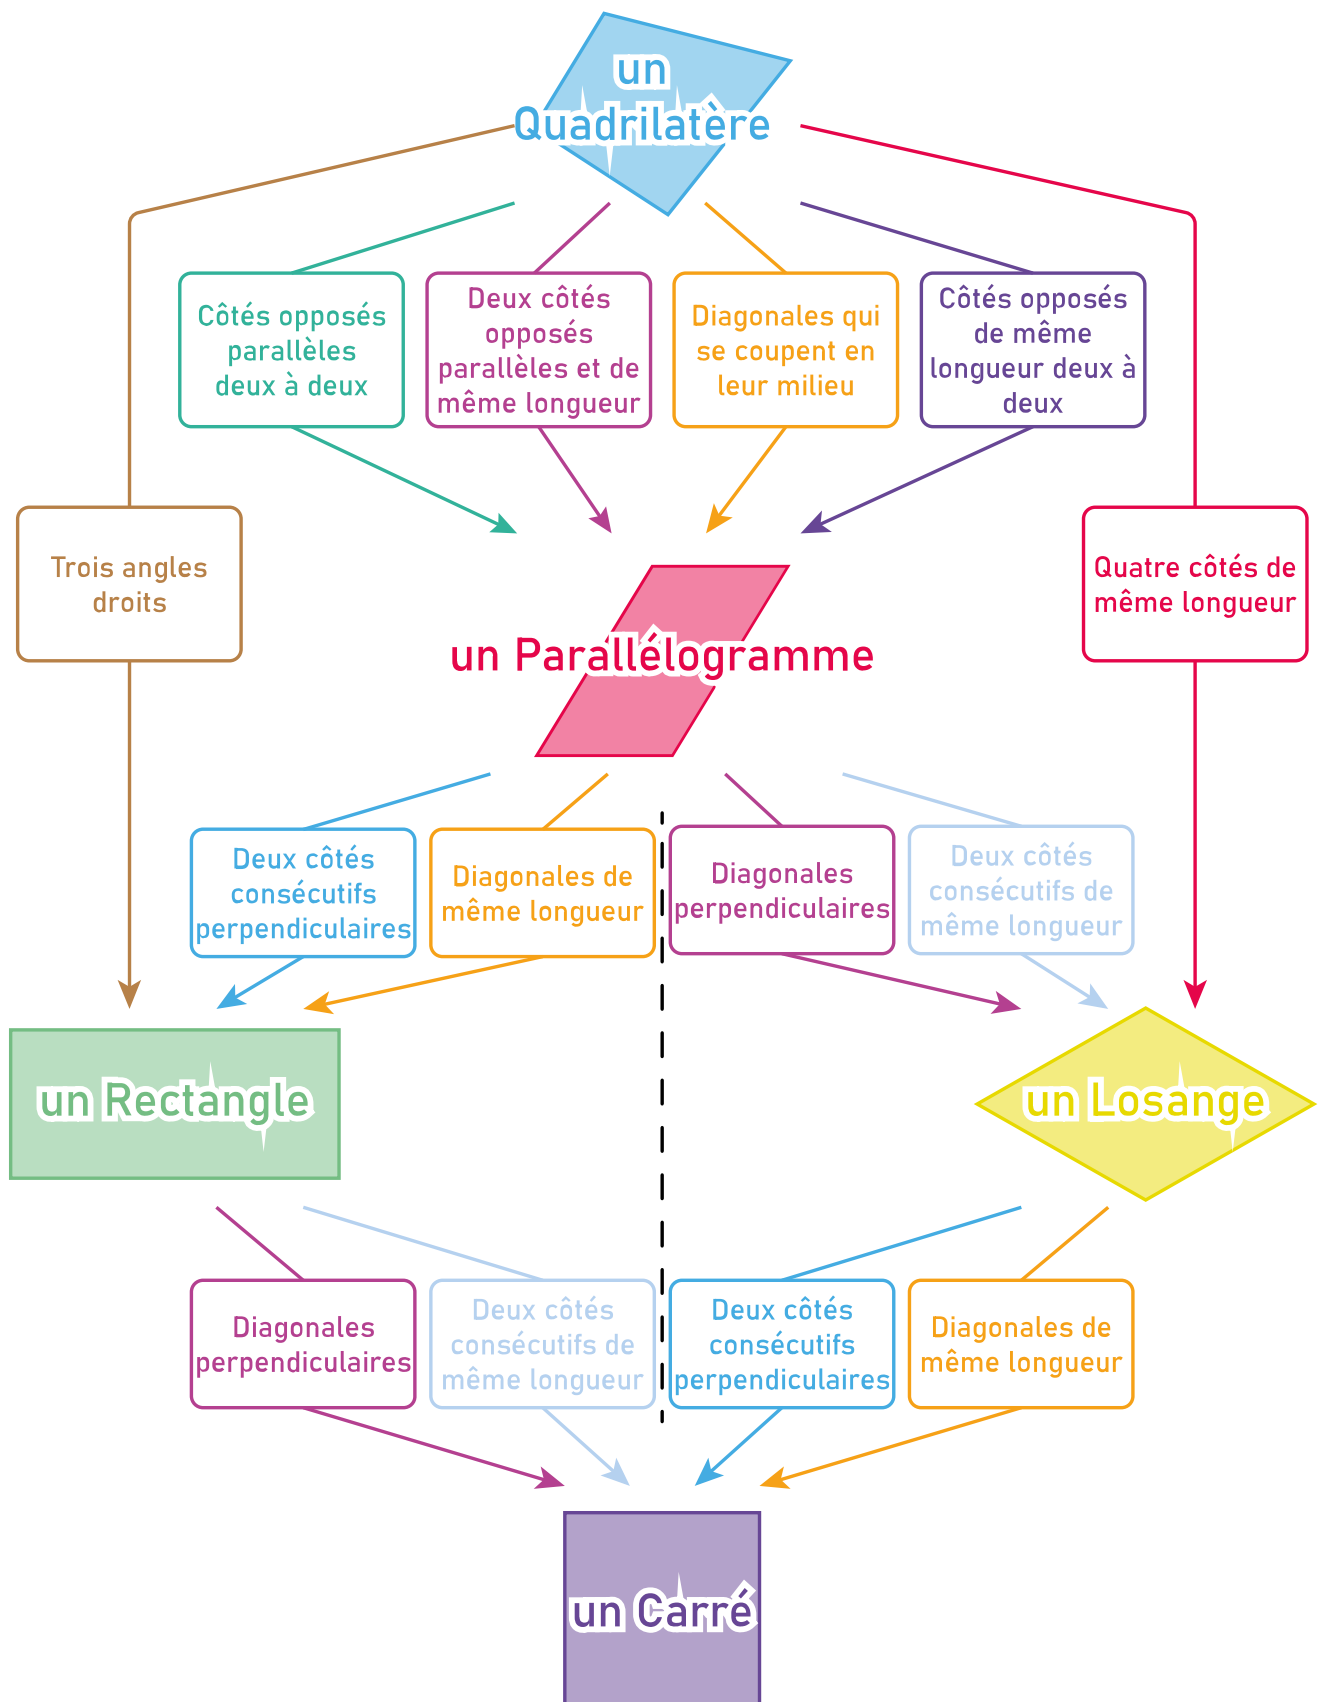 un
Quadrilatère
Côtés opposés
parallèles
deux à deux
Deux côtés
opposés
parallèles et de
même longueur
Diagonales qui
se coupent en
leur milieu
Côtés opposés
de même
longueur deux à
deux
Trois angles
droits
Quatre côtés de
même longueur
un Parallélogramme
Deux côtés
consécutifs
perpendiculaires
Diagonales de
même longueur
Diagonales
perpendiculaires
Deux côtés
consécutifs de
même longueur
un Rectangle
un Losange
Diagonales
perpendiculaires
Deux côtés
consécutifs de
même longueur
Deux côtés
consécutifs
perpendiculaires
Diagonales de
même longueur
un Carré